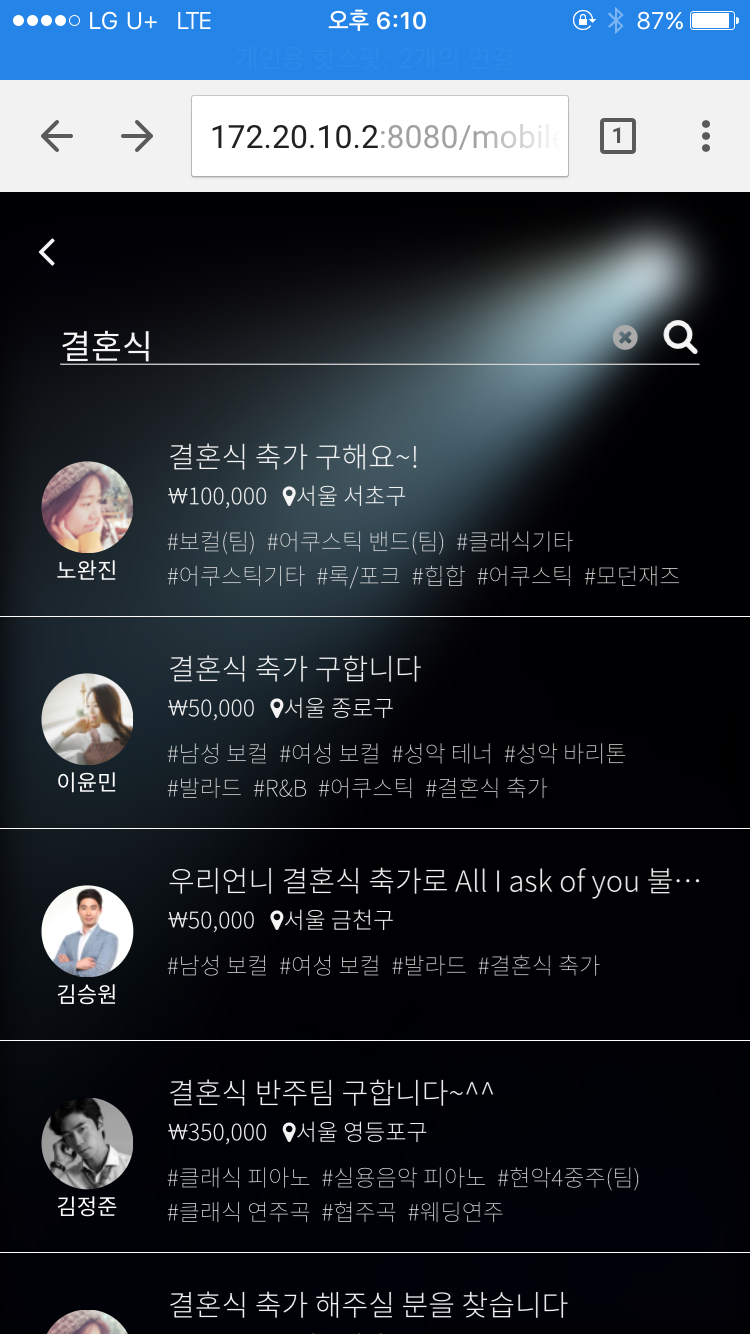 LG U+ LTE 오후 6:10 87%
개인용 핫스팟: 2개의 연결
172.20.10.2:8080/mobile
1
결혼식
결혼식 축가 구해요~!
₩100,000 서울 서초구
#보컬(팀) #어쿠스틱 밴드(팀) #클래식기타
#어쿠스틱기타 #록/포크 #힙합 #어쿠스틱 #모던재즈
노완진
결혼식 축가 구합니다
₩50,000 서울 종로구
#남성 보컬 #여성 보컬 #성악 테너 #성악 바리톤
#발라드 #R&B #어쿠스틱 #결혼식 축가
이윤민
우리언니 결혼식 축가로 All I ask of you 불…
₩50,000 서울 금천구
#남성 보컬 #여성 보컬 #발라드 #결혼식 축가
김승원
결혼식 반주팀 구합니다~^^
₩350,000 서울 영등포구
#클래식 피아노 #실용음악 피아노 #현악4중주(팀)
#클래식 연주곡 #협주곡 #웨딩연주
김정준
결혼식 축가 해주실 분을 찾습니다